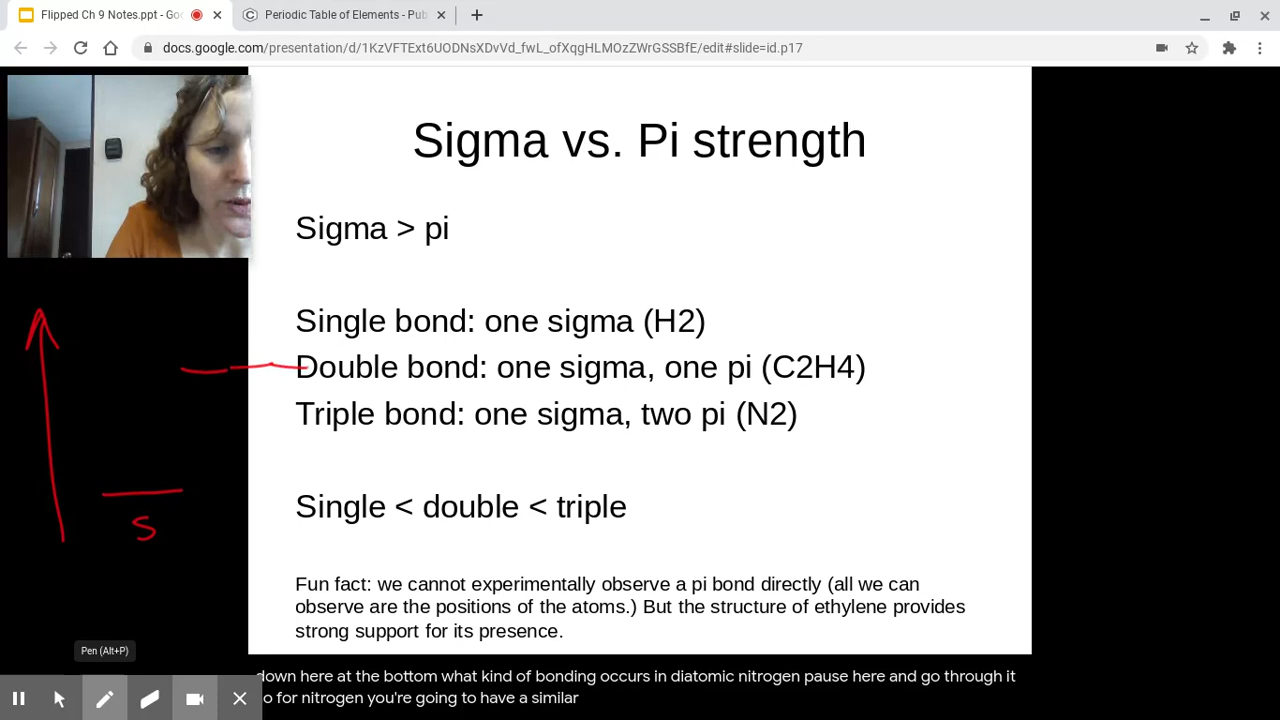 Flipped Ch 9 Notes.ppt - Goo
Periodic Table of Elements - Pub
docs.google.com/presentation/d/1KzVFTExt6UODNsXDvVd_fwL_ofXqgHLMOzZWrGSSBfE/edit#slide=id.p17
Sigma vs. Pi strength
Sigma > pi
Single bond: one sigma (H2)
Double bond: one sigma, one pi (C2H4)
Triple bond: one sigma, two pi (N2)
s
Single < double < triple
Fun fact: we cannot experimentally observe a pi bond directly (all we can
observe are the positions of the atoms.) But the structure of ethylene provides
strong support for its presence.
Pen (Alt+P)
down here at the bottom what kind of bonding occurs in diatomic nitrogen pause here and go through it
o for nitrogen you're going to have a similar